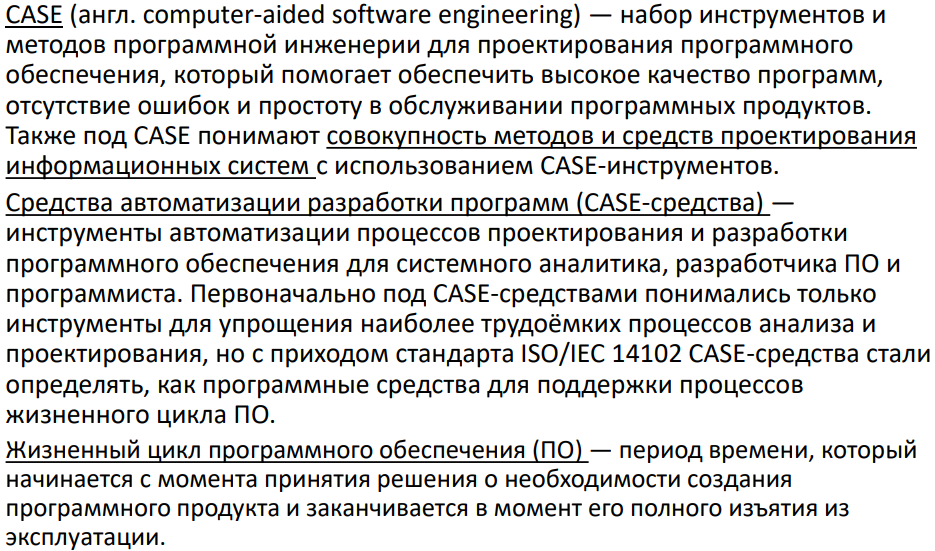 CASE (англ. computer-aided software engineering) — набор инструментов и
методов программной инженерии для проектирования программного
обеспечения, который помогает обеспечить высокое качество программ,
отсутствие ошибок и простоту в обслуживании программных продуктов.
Также под CASE понимают совокупность методов и средств проектирования
информационных систем с использованием CASE-инструментов.
Средства автоматизации разработки программ (CASE-средства) —
инструменты автоматизации процессов проектирования и разработки
программного обеспечения для системного аналитика, разработчика ПО и
программиста. Первоначально под CASE-средствами понимались только
инструменты для упрощения наиболее трудоёмких процессов анализа и
проектирования, но с приходом стандарта ISO/IEC 14102 CASE-средства стали
определять, как программные средства для поддержки процессов
жизненного цикла ПО.
Жизненный цикл программного обеспечения (ПО) — период времени, который
начинается с момента принятия решения о необходимости создания
программного продукта и заканчивается в момент его полного изъятия из
эксплуатации.